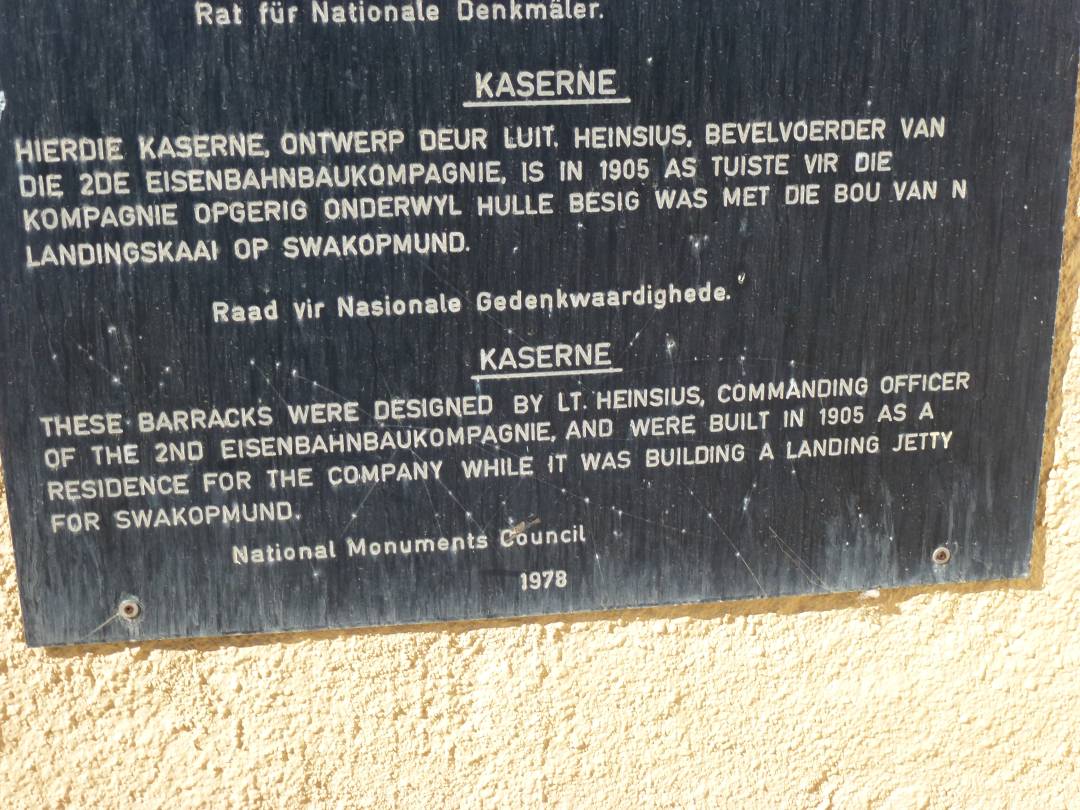 Rat für Nationale Denkmäler.
KASERNE
HIERDIE KASERNE, ONTWERP DEUR LUIT. HEINSIUS, BEVELVOERDER VAN
DIE 2DE EISENBAHNBAUKOMPAGNIE, IS IN 1905 AS TUISTE VIR DIE
KOMPAGNIE OPGERIG ONDERWYL HULLE BESIG WAS MET DIE BOU VAN N
LANDINGSKAAI OP SWAKOPMUND.
Raad vir Nasionale Gedenkwaardighede.
KASERNE
THESE BARRACKS WERE DESIGNED BY LT. HEINSIUS, COMMANDING OFFICER
OF THE 2ND EISENBAHNBAUKOMPAGNIE, AND WERE BUILT IN 1905 AS A
RESIDENCE FOR THE COMPANY WHILE IT WAS BUILDING A LANDING JETTY
FOR SWAKOPMUND.
National Monuments Council
1978